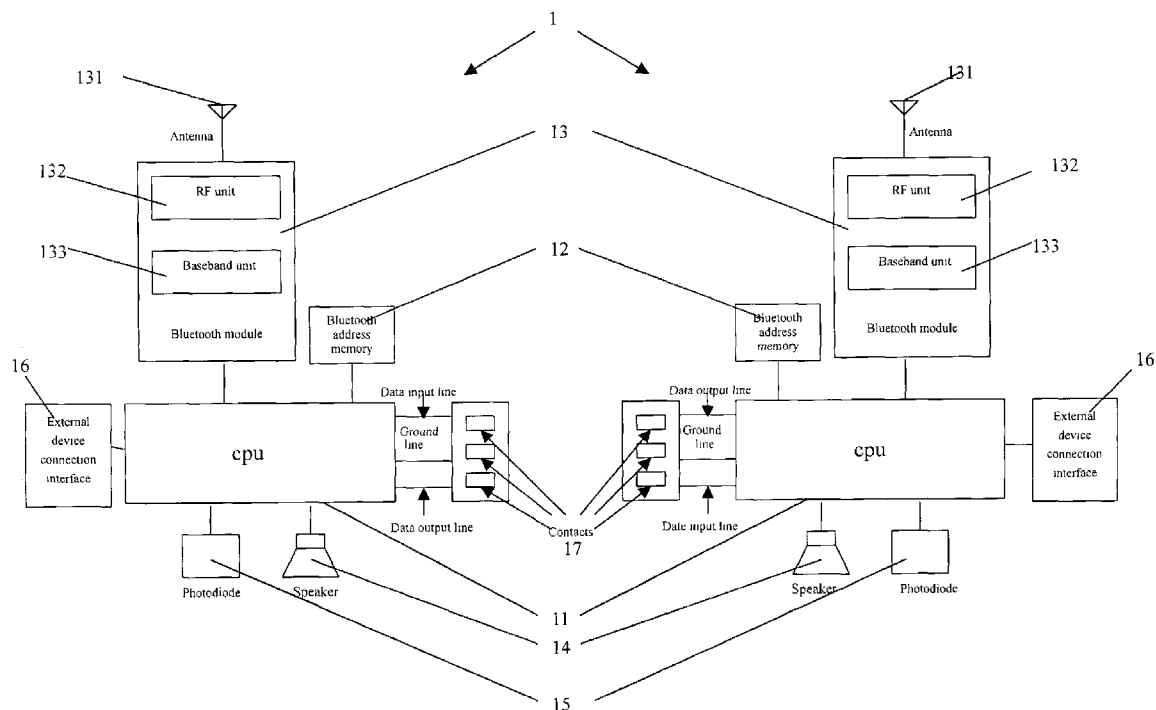 1
131
131
Antenna
13
Antenna
132
RF unit
RF unit
132
133
Baseband unit
12
Baseband unit
133
Bluetooth module
Bluetooth
address
memory
Bluetooth
address
memory
Bluetooth module
16
Data input line
Data output line
16
External
device
connection
interface
cpu
Ground
line
Ground
line
cpu
External
device
connection
interface
Data output line
Contacts
17
Date input line
Photodiode
Speaker
11
Speaker
Photodiode
14
15